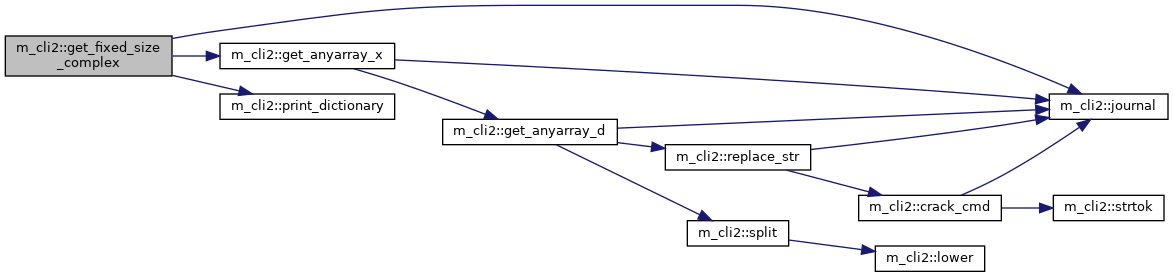 m_cli2::get_fixed_size
_complex
m_cli2::get_anyarray_x
m_cli2::print_dictionary
m_cli2::get_anyarray_d
m_cli2::journal
m_cli2::replace_str
m_cli2::crack_cmd
m_cli2::strtok
m_cli2::split
m_cli2::lower